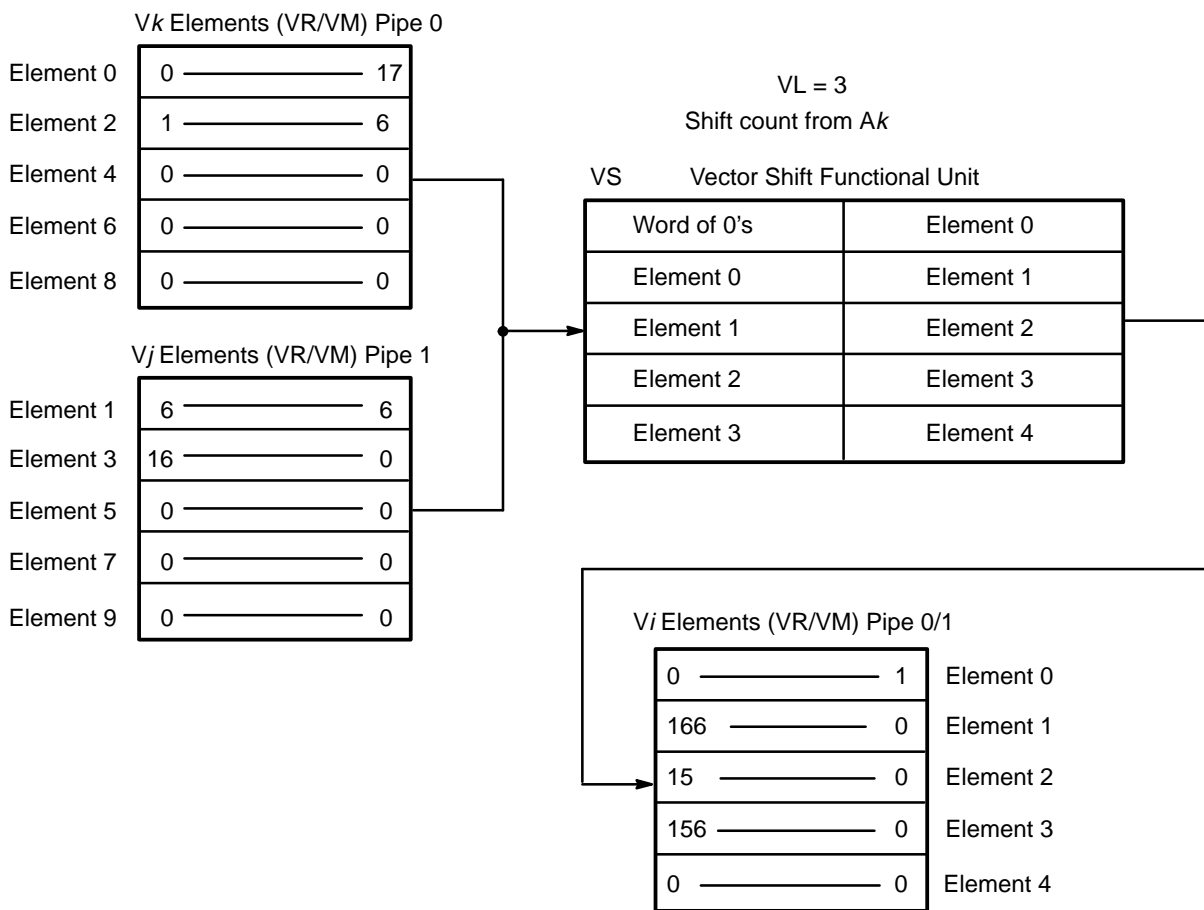 Vk Elements (VR/VM) Pipe 0
Element 0 0 17
Element 2 1 6
Element 4 0 0
Element 6 0 0
Element 8 0 0
Vj Elements (VR/VM) Pipe 1
Element 1 6 6
Element 3 16 0
Element 5 0 0
Element 7 0 0
Element 9 0 0
VL = 3
Shift count from Ak
VS Vector Shift Functional Unit
Word of 0's Element 0
Element 0 Element 1
Element 1 Element 2
Element 2 Element 3
Element 3 Element 4
Vi Elements (VR/VM) Pipe 0/1
0 1 Element 0
166 0 Element 1
15 0 Element 2
156 0 Element 3
0 0 Element 4